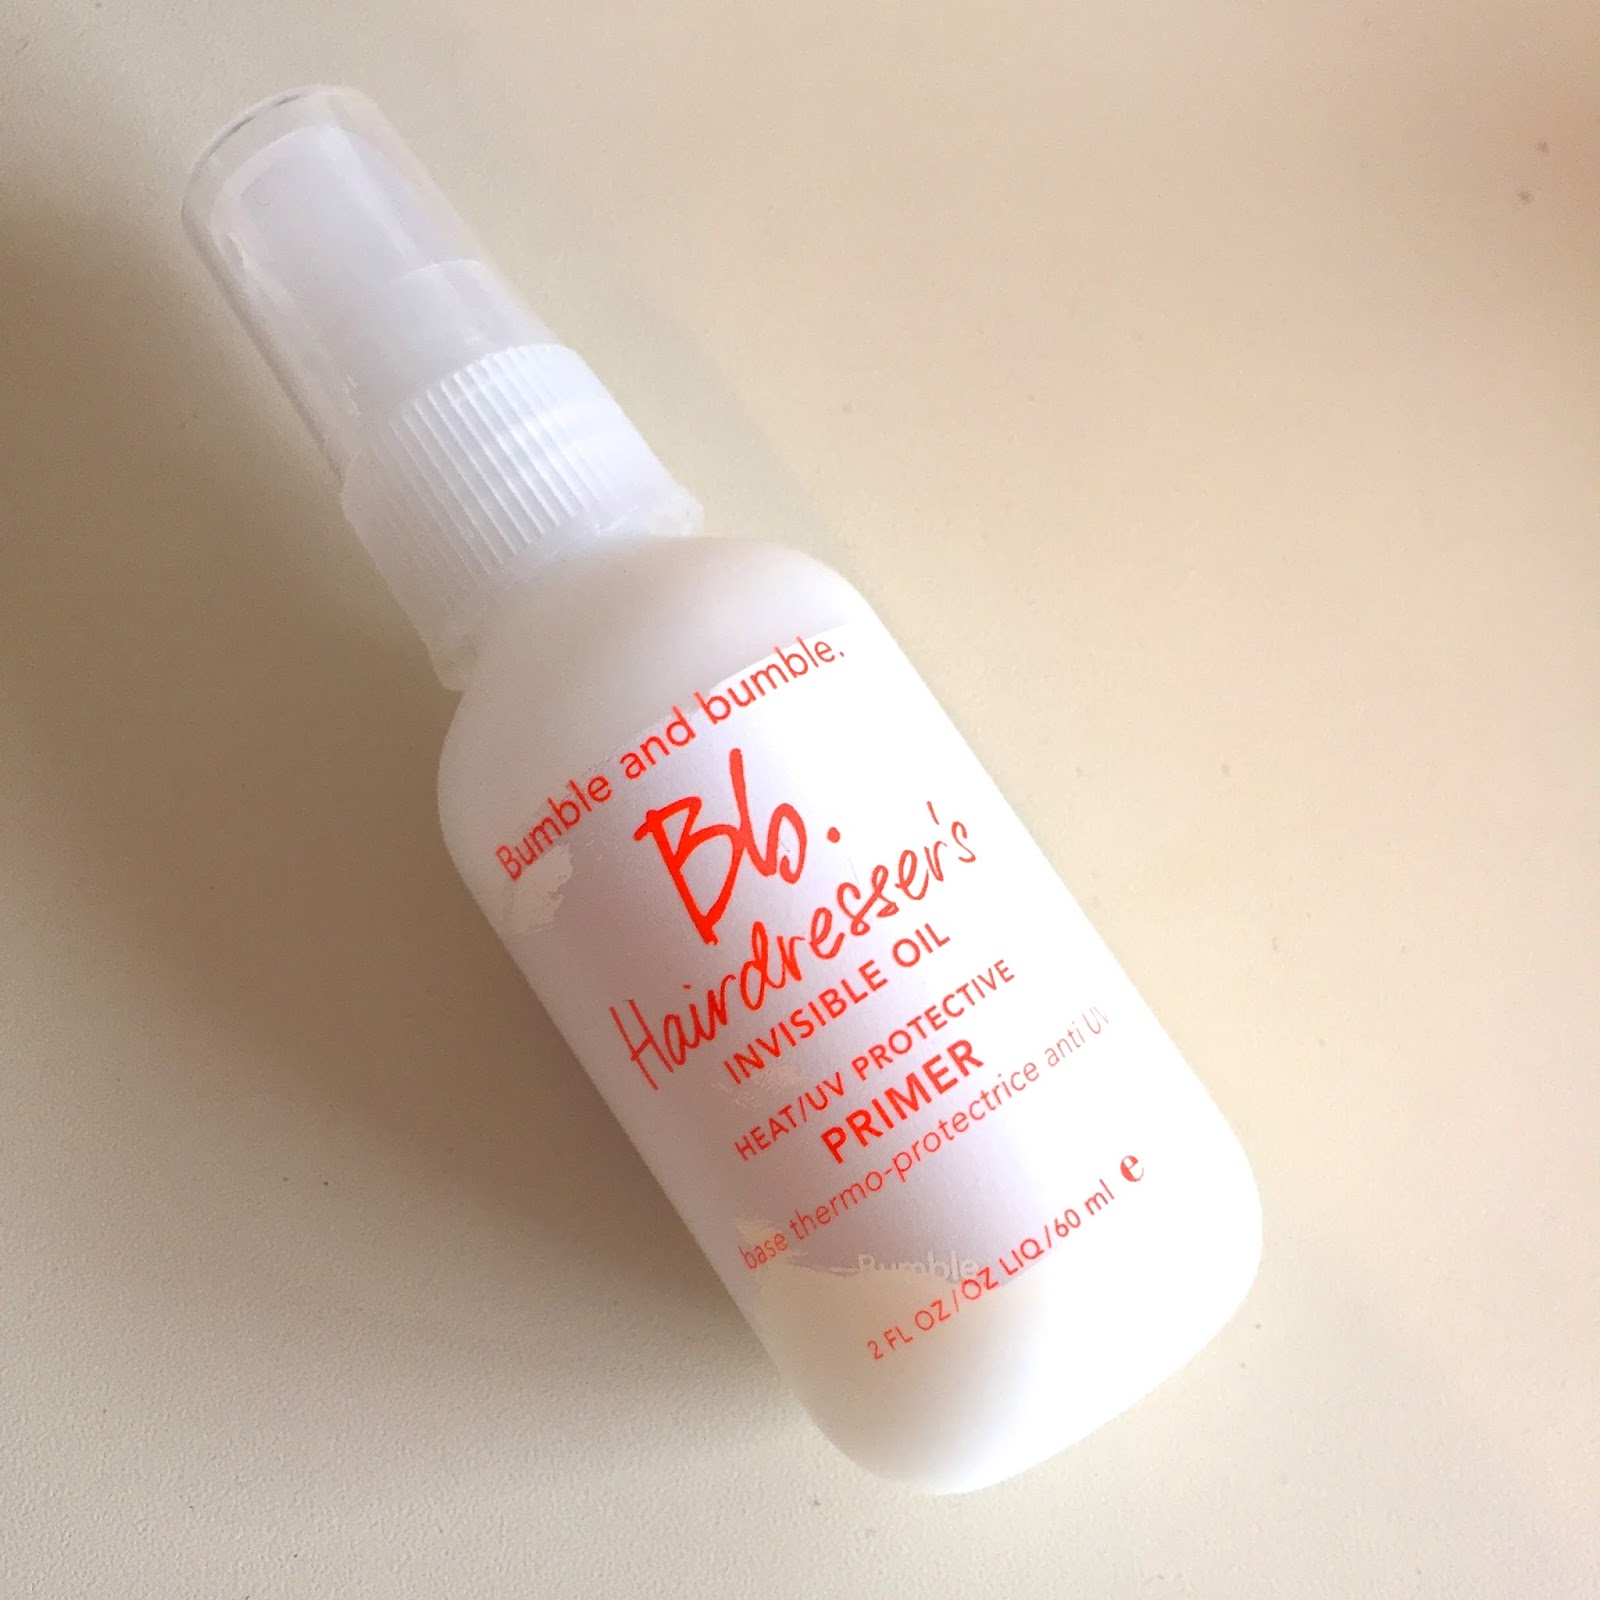 Bumble and bumble.
Bb.
Hairdresser's
INVISIBLE OIL
HEAT/UV PROTECTIVE
PRIMER
base thermo-protectrice anti UV
Bumble
2 FL OZ/OZ LIQ/60 ml e